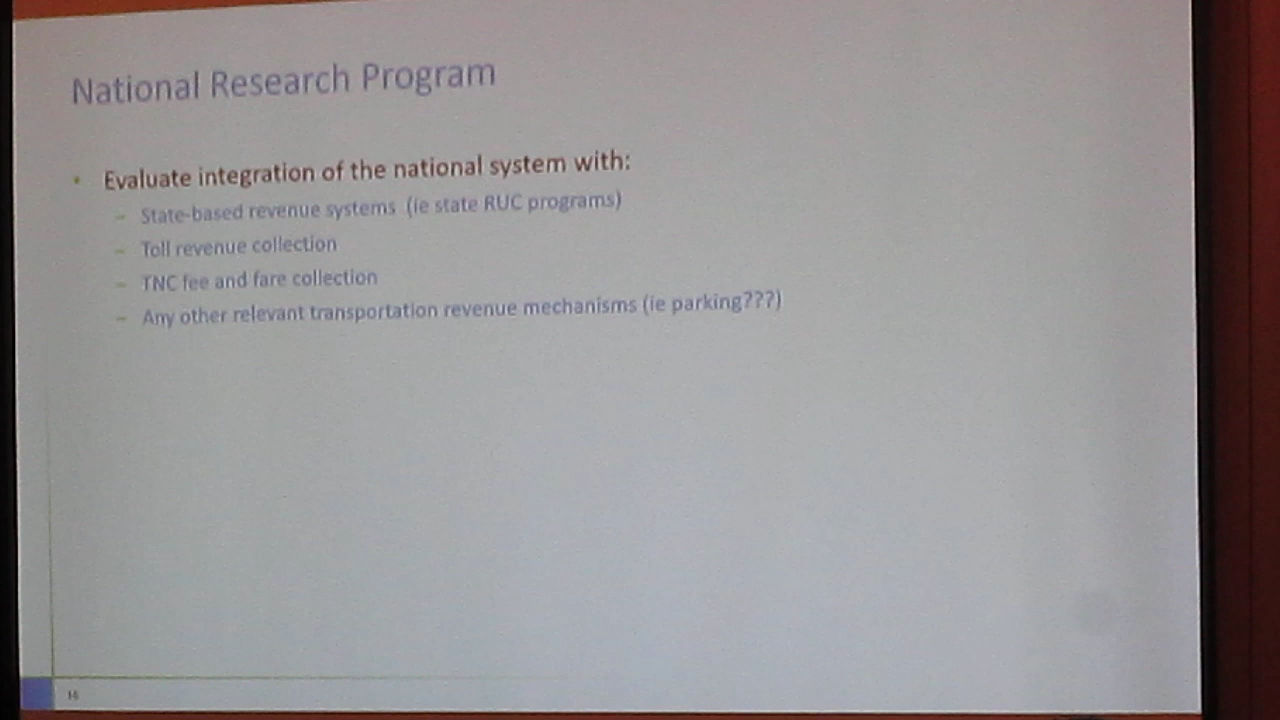 National Research Program
• Evaluate integration of the national system with:
– State-based revenue systems (ie state RUC programs)
– Toll revenue collection
– TNC fee and fare collection
– Any other relevant transportation revenue mechanisms (ie parking???)